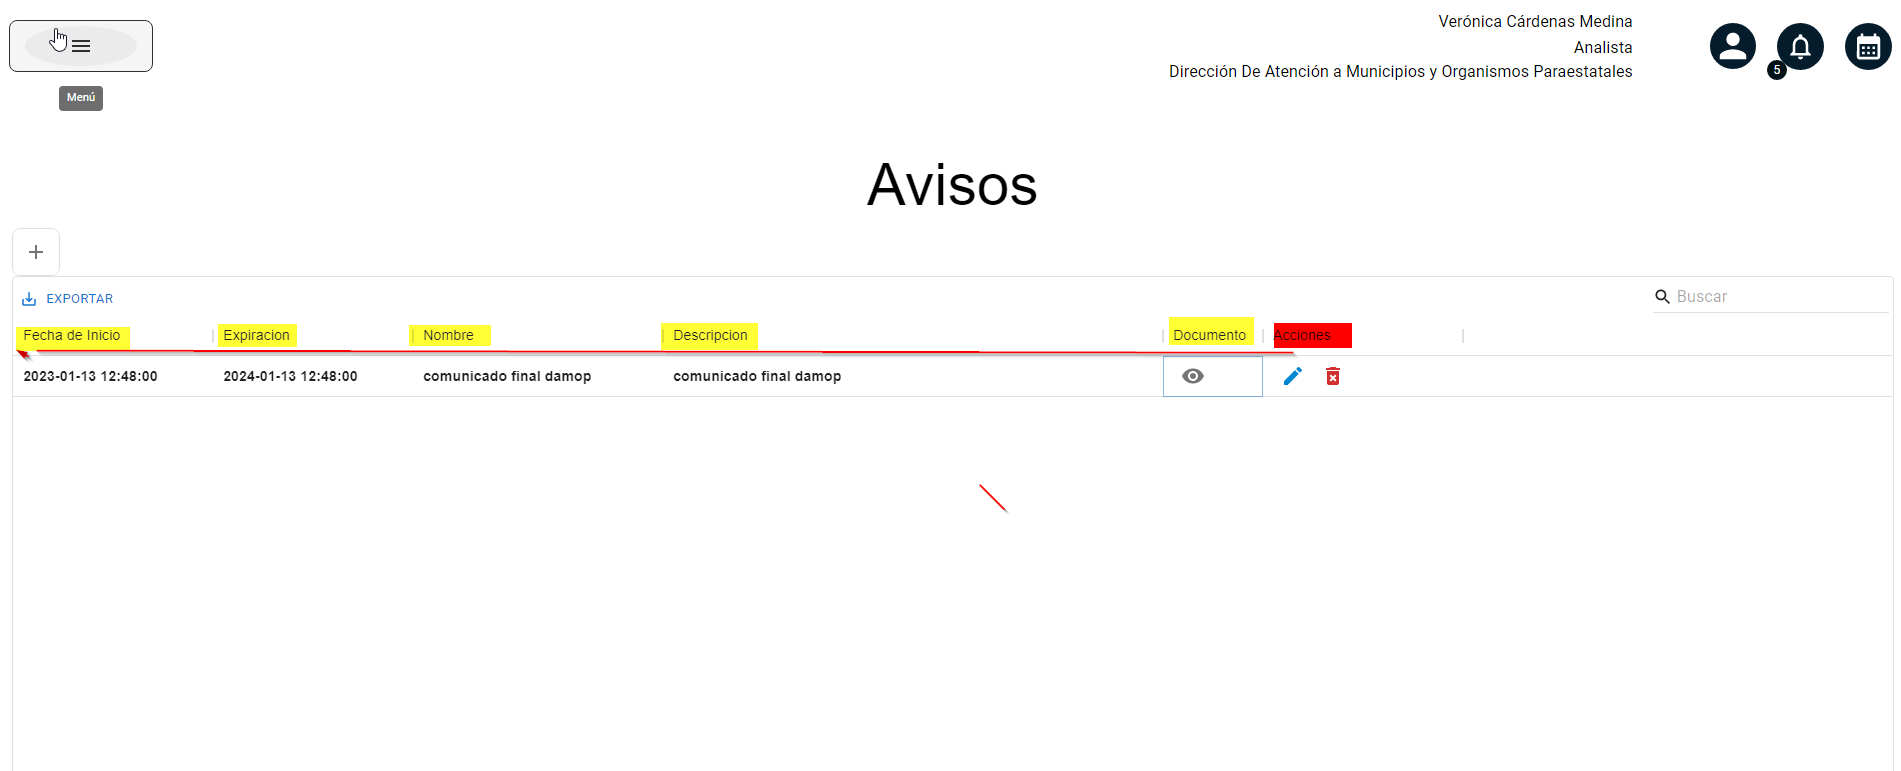 Verónica Cárdenas Medina
Analista
Dirección De Atención a Municipios y Organismos Paraestatales
5
Menú
Avisos
EXPORTAR
Buscar
Fecha de Inicio Expiracion Nombre Descripcion Documento Acciones
2023-01-13 12:48:00 2024-01-13 12:48:00 comunicado final damop comunicado final damop